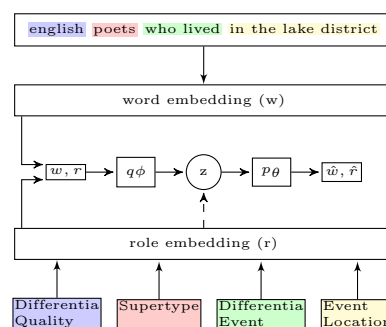 english poets who lived in the lake district
word embedding (w)
w, r qϕ z pθ ŵ, r̂
role embedding (r)
Differentia Supertype Differentia Event
Quality Event Location